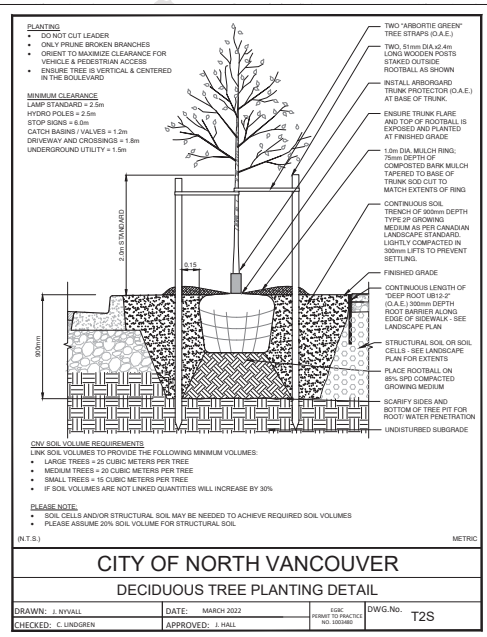 PLANTING
• DO NOT CUT LEADER
• ONLY PRUNE BROKEN BRANCHES
• ORIENT TO MAXIMIZE CLEARANCE FOR
VEHICLE & PEDESTRIAN ACCESS
• ENSURE TREE IS VERTICAL & CENTERED
IN THE BOULEVARD
MINIMUM CLEARANCE
LAMP STANDARD = 2.5m
HYDRO POLES = 2.5m
STOP SIGNS = 6.0m
CATCH BASINS / VALVES = 1.2m
DRIVEWAY AND CROSSINGS = 1.8m
UNDERGROUND UTILITY = 1.5m
2.0m STANDARD
0.15
900mm
TWO "ARBORTIE GREEN"
TREE STRAPS (O.A.E.)
TWO, 51mm DIA.x2.4m
LONG WOODEN POSTS
STAKED OUTSIDE
ROOTBALL AS SHOWN
INSTALL ARBORGARD
TRUNK PROTECTOR (O.A.E.)
AT BASE OF TRUNK.
ENSURE TRUNK FLARE
AND TOP OF ROOTBALL IS
EXPOSED AND PLANTED
AT FINISHED GRADE
1.0m DIA. MULCH RING;
75mm DEPTH OF
COMPOSTED BARK MULCH
TAPERED TO BASE OF
TRUNK SOD CUT TO
MATCH EXTENTS OF RING
CONTINUOUS SOIL
TRENCH OF 900mm DEPTH
TYPE 2P GROWING
MEDIUM AS PER CANADIAN
LANDSCAPE STANDARD.
LIGHTLY COMPACTED IN
300mm LIFTS TO PREVENT
SETTLING.
FINISHED GRADE
CONTINUOUS LENGTH OF
"DEEP ROOT UB12-2"
(O.A.E.) 300mm DEPTH
ROOT BARRIER ALONG
EDGE OF SIDEWALK - SEE
LANDSCAPE PLAN
STRUCTURAL SOIL OR SOIL
CELLS - SEE LANDSCAPE
PLAN FOR EXTENTS
PLACE ROOTBALL ON
85% SPD COMPACTED
GROWING MEDIUM
SCARIFY SIDES AND
BOTTOM OF TREE PIT FOR
ROOT/ WATER PENETRATION
UNDISTURBED SUBGRADE
CNV SOIL VOLUME REQUIREMENTS
LINK SOIL VOLUMES TO PROVIDE THE FOLLOWING MINIMUM VOLUMES:
• LARGE TREES = 25 CUBIC METERS PER TREE
• MEDIUM TREES = 20 CUBIC METERS PER TREE
• SMALL TREES = 15 CUBIC METERS PER TREE
• IF SOIL VOLUMES ARE NOT LINKED QUANTITIES WILL INCREASE BY 30%
PLEASE NOTE:
• SOIL CELLS AND/OR STRUCTURAL SOIL MAY BE NEEDED TO ACHIEVE REQUIRED SOIL VOLUMES
• PLEASE ASSUME 20% SOIL VOLUME FOR STRUCTURAL SOIL
(N.T.S.) METRIC
CITY OF NORTH VANCOUVER
DECIDUOUS TREE PLANTING DETAIL
DRAWN: J. NYVALL DATE: MARCH 2022
CHECKED: C. LINDGREN APPROVED: J. HALL
EGBC
PERMIT TO PRACTICE
NO. 1003480
DWG.No. T2S